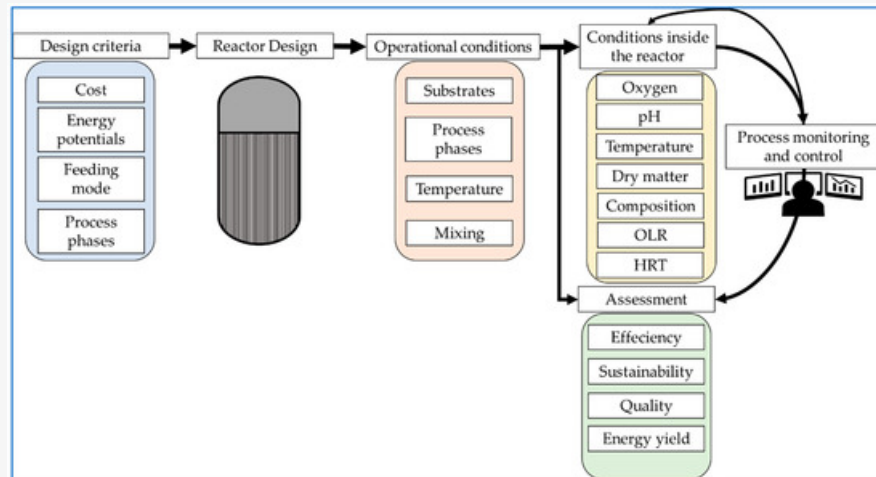 Design criteria
Cost
Energy
potentials
Feeding
mode
Process
phases
Reactor Design
Operational conditions
Substrates
Process
phases
Temperature
Mixing
Conditions inside
the reactor
Oxygen
pH
Temperature
Dry matter
Composition
OLR
HRT
Process monitoring
and control
Assessment
Effeciency
Sustainability
Quality
Energy yield